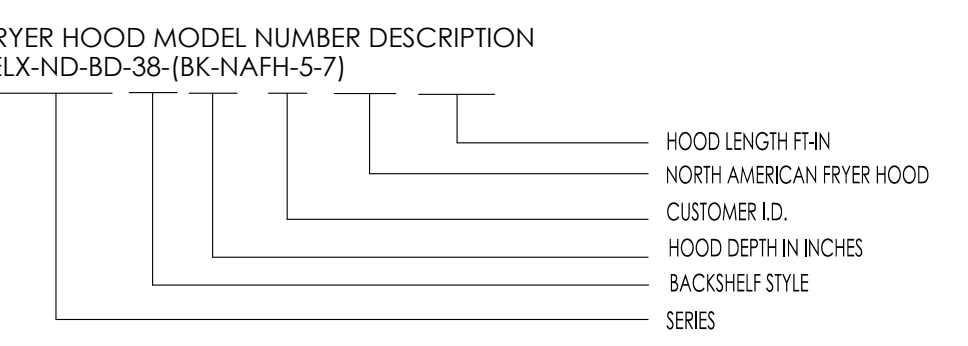 RYER HOOD MODEL NUMBER DESCRIPTION
ELX-ND-BD-38-(BK-NAFH-5-7)
HOOD LENGTH FT-IN
NORTH AMERICAN FRYER HOOD
CUSTOMER I.D.
HOOD DEPTH IN INCHES
BACKSHELF STYLE
SERIES